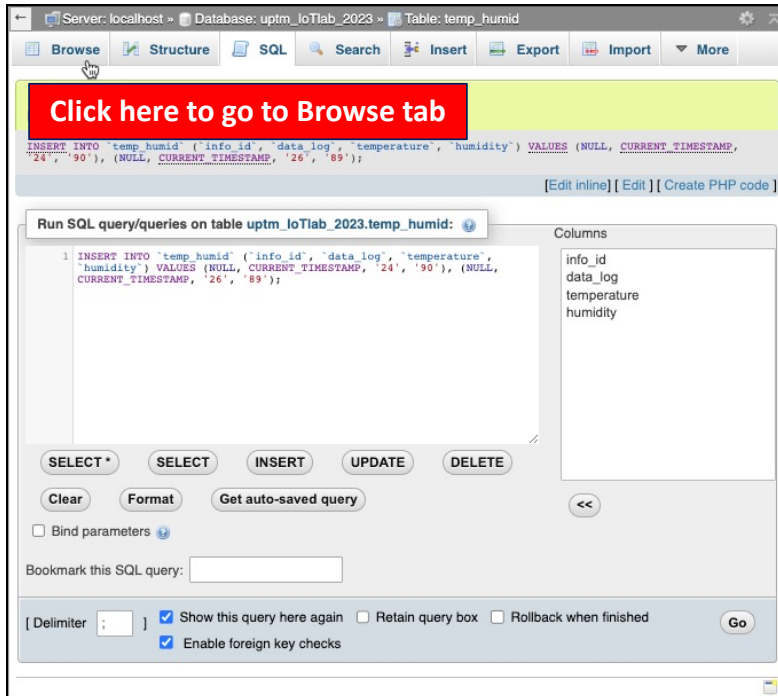 ← Server: localhost » Database: uptm_IoTlab_2023 » Table: temp_humid
Browse Structure SQL Search Insert Export Import ▼ More
Click here to go to Browse tab
INSERT INTO `temp_humid` (`info_id`, `data_log`, `temperature`, `humidity`) VALUES (NULL, CURRENT_TIMESTAMP,
'24', '90'), (NULL, CURRENT_TIMESTAMP, '26', '89');
[Edit inline] [ Edit ] [ Create PHP code ]
Run SQL query/queries on table uptm_IoTlab_2023.temp_humid:
Columns
1 INSERT INTO `temp_humid` (`info_id`, `data_log`, `temperature`,
`humidity`) VALUES (NULL, CURRENT_TIMESTAMP, '24', '90'), (NULL,
CURRENT_TIMESTAMP, '26', '89');
info_id
data_log
temperature
humidity
SELECT * SELECT INSERT UPDATE DELETE
Clear Format Get auto-saved query <<
Bind parameters
Bookmark this SQL query:
[ Delimiter ; ] Show this query here again Retain query box Rollback when finished Go
Enable foreign key checks